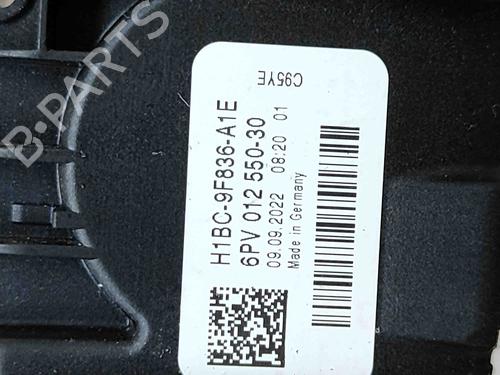 C95YE
H1BC-9F836-A1E
6PV 012 550-30
09.09.2022 08:20 01
Made in Germany
B-PARTS